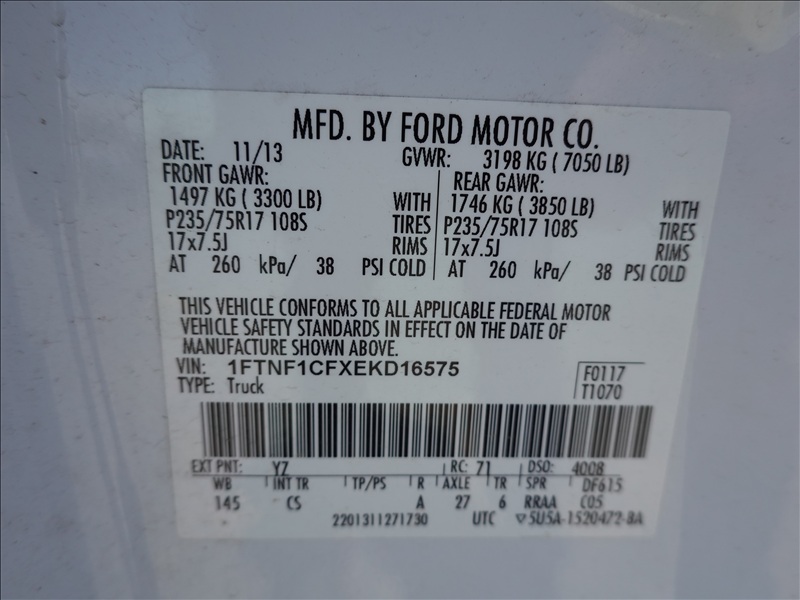 MFD. BY FORD MOTOR CO.
DATE: 11/13 GVWR: 3198 KG ( 7050 LB)
FRONT GAWR: REAR GAWR:
1497 KG ( 3300 LB) WITH 1746 KG ( 3850 LB) WITH
P235/75R17 108S TIRES P235/75R17 108S TIRES
17x7.5J RIMS 17x7.5J RIMS
AT 260 kPa/ 38 PSI COLD AT 260 kPa/ 38 PSI COLD
THIS VEHICLE CONFORMS TO ALL APPLICABLE FEDERAL MOTOR
VEHICLE SAFETY STANDARDS IN EFFECT ON THE DATE OF
MANUFACTURE SHOWN ABOVE.
VIN: 1FTNF1CFXEKD16575 F0117
TYPE: Truck T1070
EXT PNT: YZ RC: 71 DSO: 4008
WB INT TR TP/PS R AXLE TR SPR DF615
145 CS A 27 6 RRAA C05
2201311271730 UTC ▽5U5A-1520472-BA